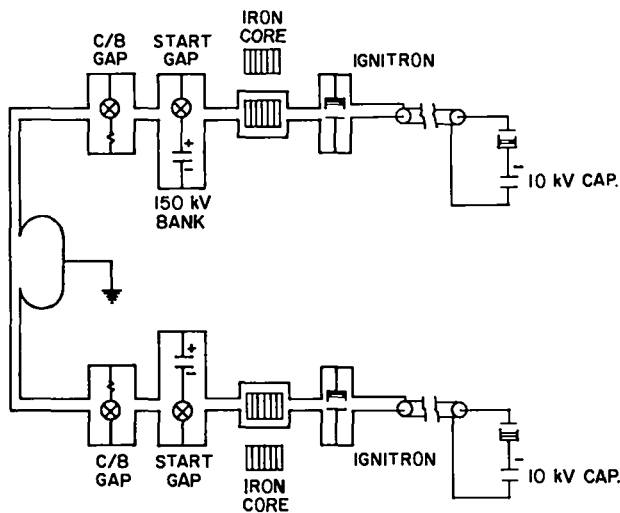 IRON
CORE
C/B
GAP
START
GAP
IGNITRON
+
-
150 kV
BANK
-
10 kV CAP.
+
-
C/B
GAP
START
GAP
IRON
CORE
IGNITRON
-
10 kV CAP.